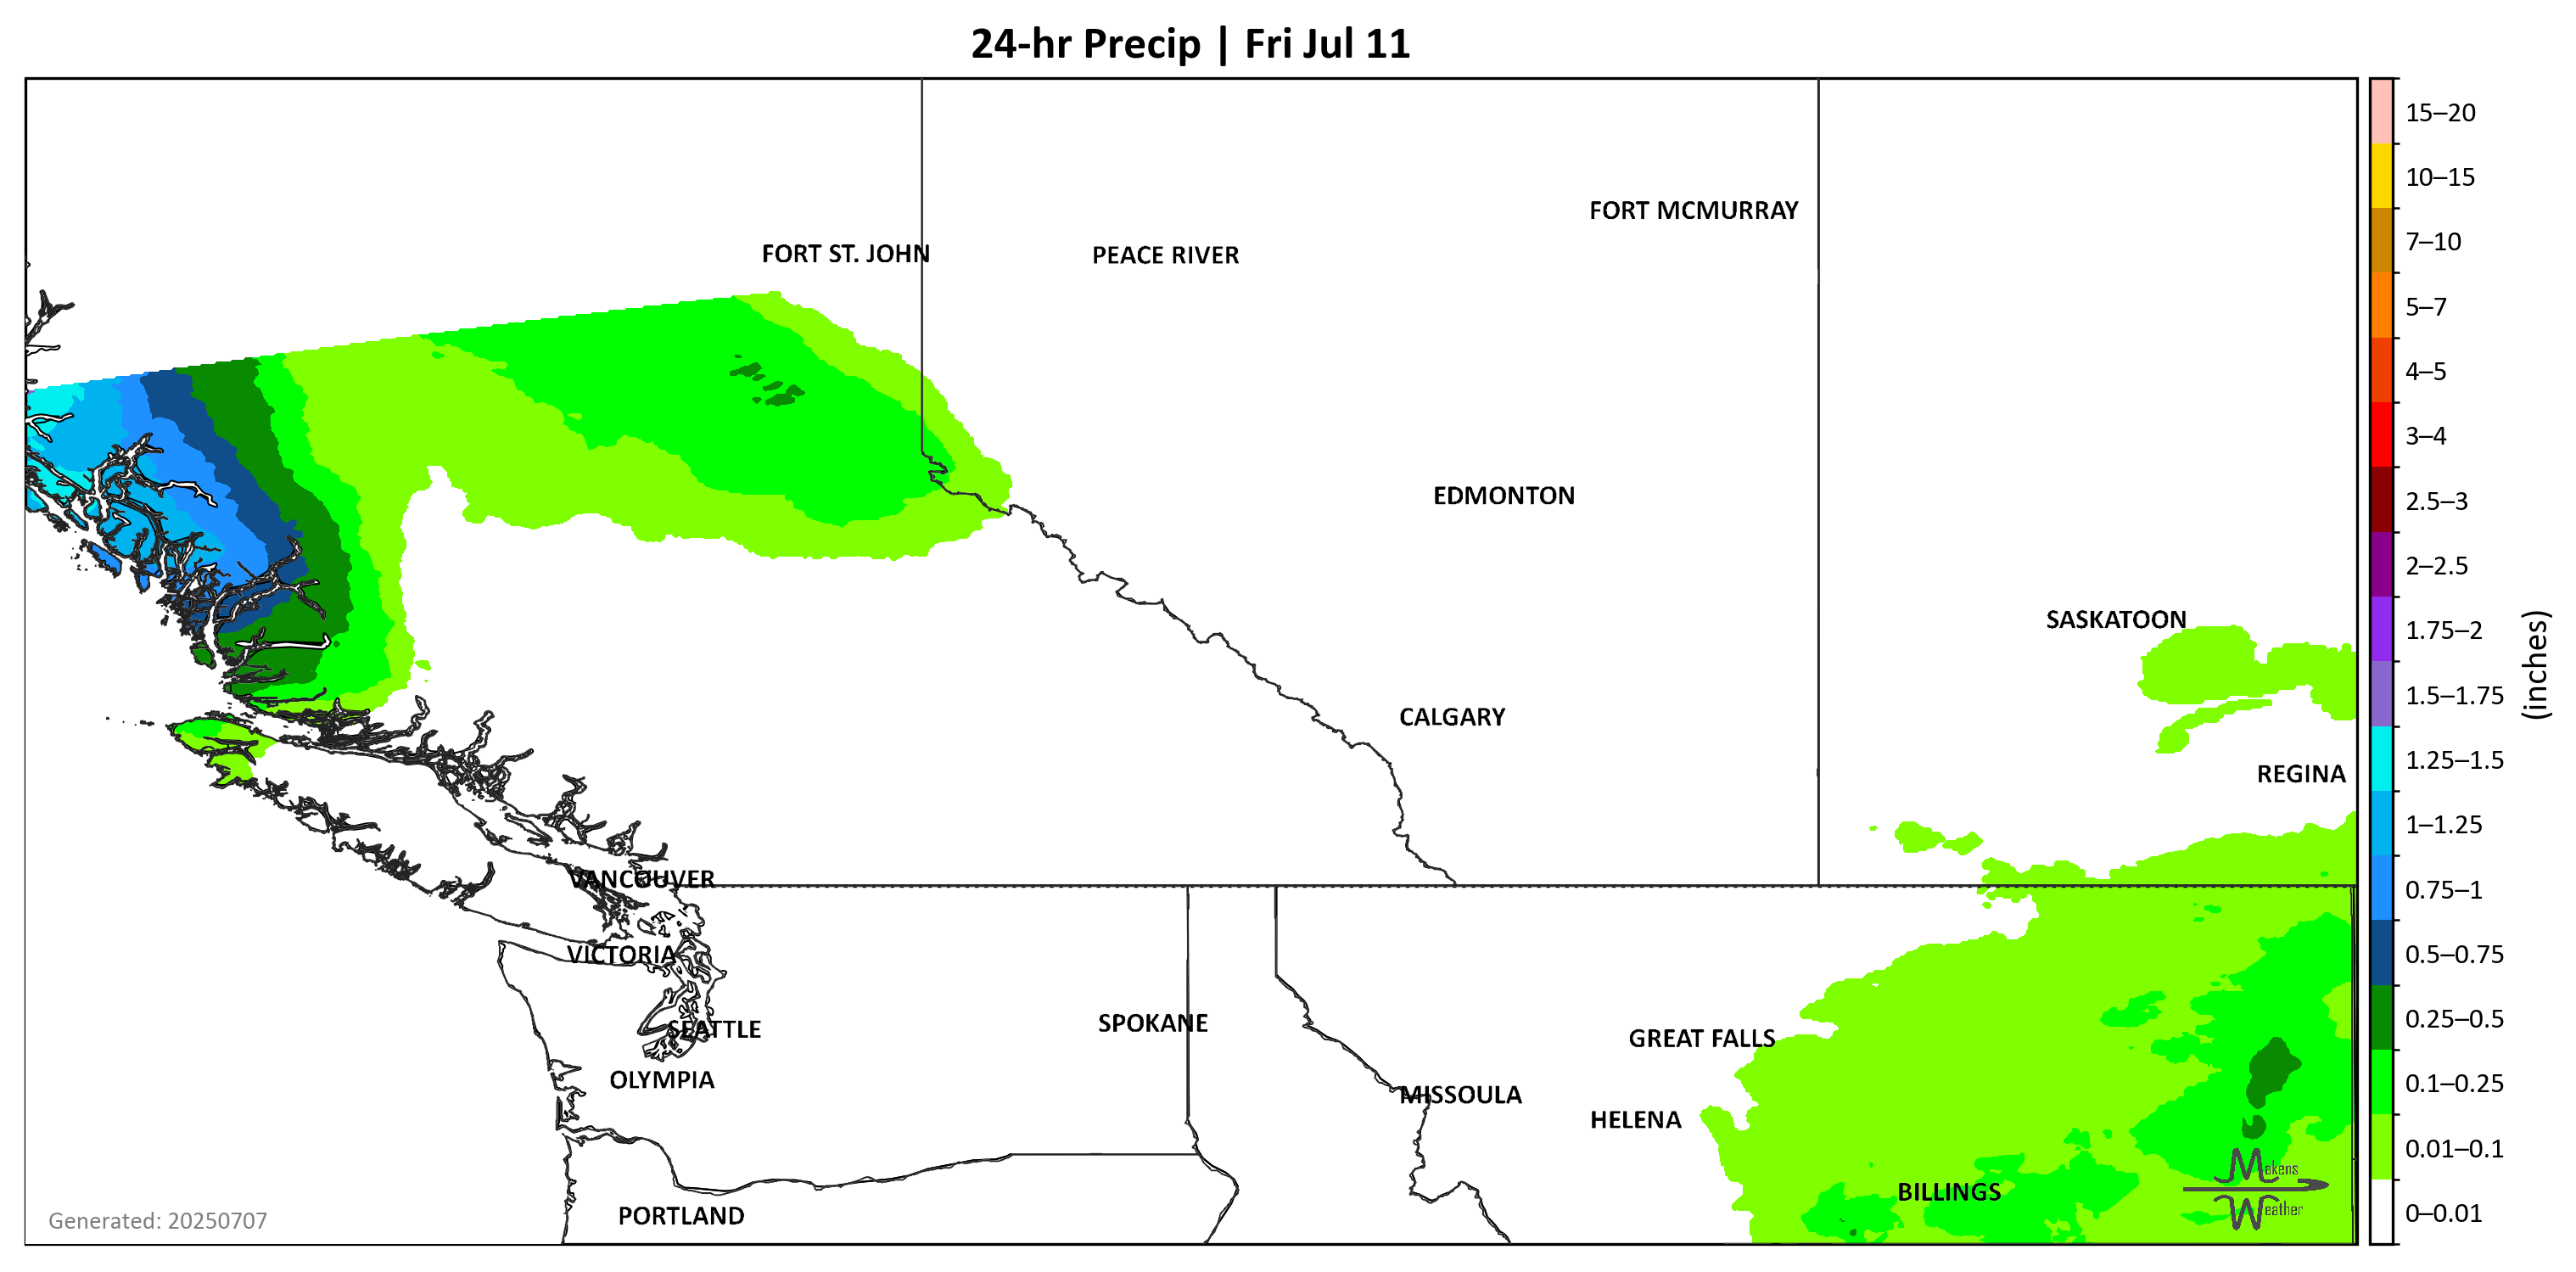 24-hr Precip | Fri Jul 11
FORT MCMURRAY
FORT ST. JOHN
PEACE RIVER
EDMONTON
SASKATOON
CALGARY
REGINA
VANCOUVER
VICTORIA
SEATTLE
SPOKANE
GREAT FALLS
OLYMPIA
MISSOULA
HELENA
BILLINGS
PORTLAND
Mekens
Weather
Generated: 20250707
15–20
10–15
7–10
5–7
4–5
3–4
2.5–3
2–2.5
1.75–2
1.5–1.75
1.25–1.5
1–1.25
0.75–1
0.5–0.75
0.25–0.5
0.1–0.25
0.01–0.1
0–0.01
(inches)